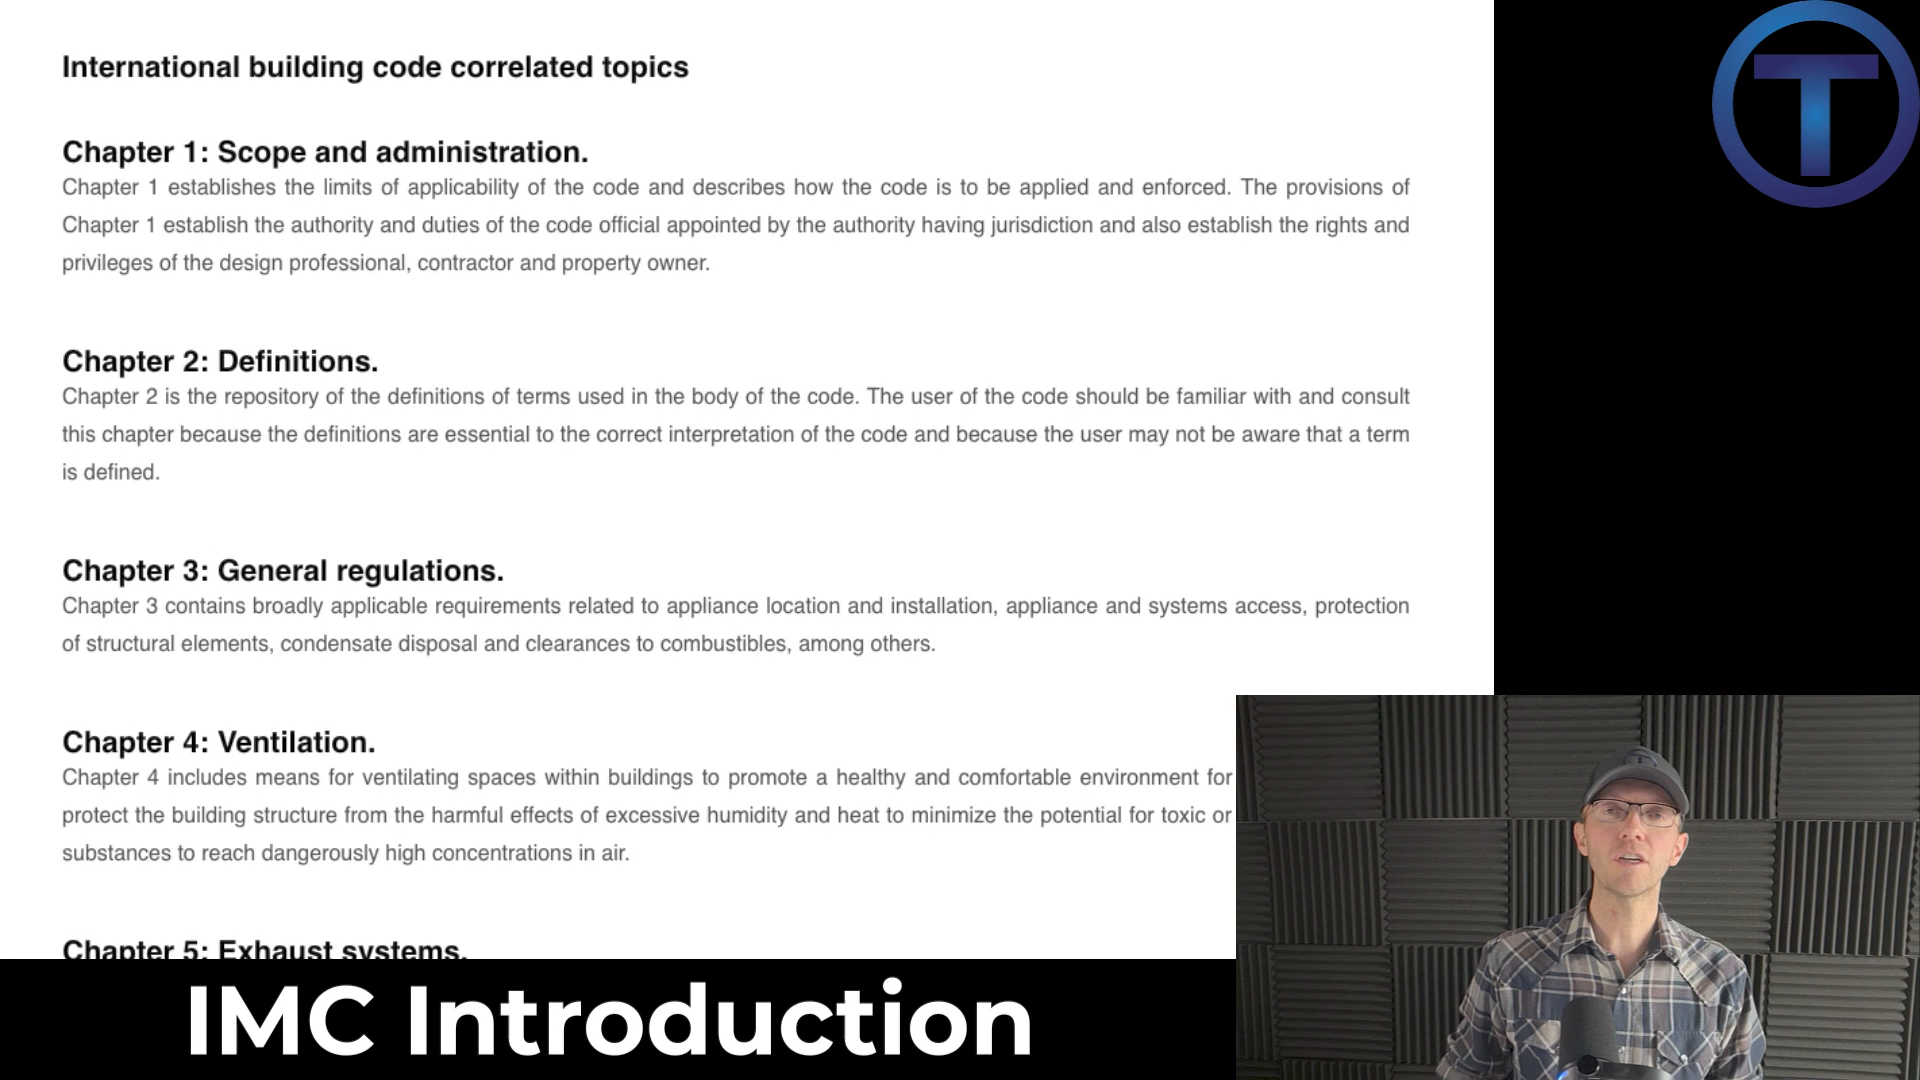 International building code correlated topics
Chapter 1: Scope and administration.
Chapter 1 establishes the limits of applicability of the code and describes how the code is to be applied and enforced. The provisions of
Chapter 1 establish the authority and duties of the code official appointed by the authority having jurisdiction and also establish the rights and
privileges of the design professional, contractor and property owner.
Chapter 2: Definitions.
Chapter 2 is the repository of the definitions of terms used in the body of the code. The user of the code should be familiar with and consult
this chapter because the definitions are essential to the correct interpretation of the code and because the user may not be aware that a term
is defined.
Chapter 3: General regulations.
Chapter 3 contains broadly applicable requirements related to appliance location and installation, appliance and systems access, protection
of structural elements, condensate disposal and clearances to combustibles, among others.
Chapter 4: Ventilation.
Chapter 4 includes means for ventilating spaces within buildings to promote a healthy and comfortable environment for
protect the building structure from the harmful effects of excessive humidity and heat to minimize the potential for toxic or
substances to reach dangerously high concentrations in air.
Chapter 5: Exhaust systems.
IMC Introduction
T